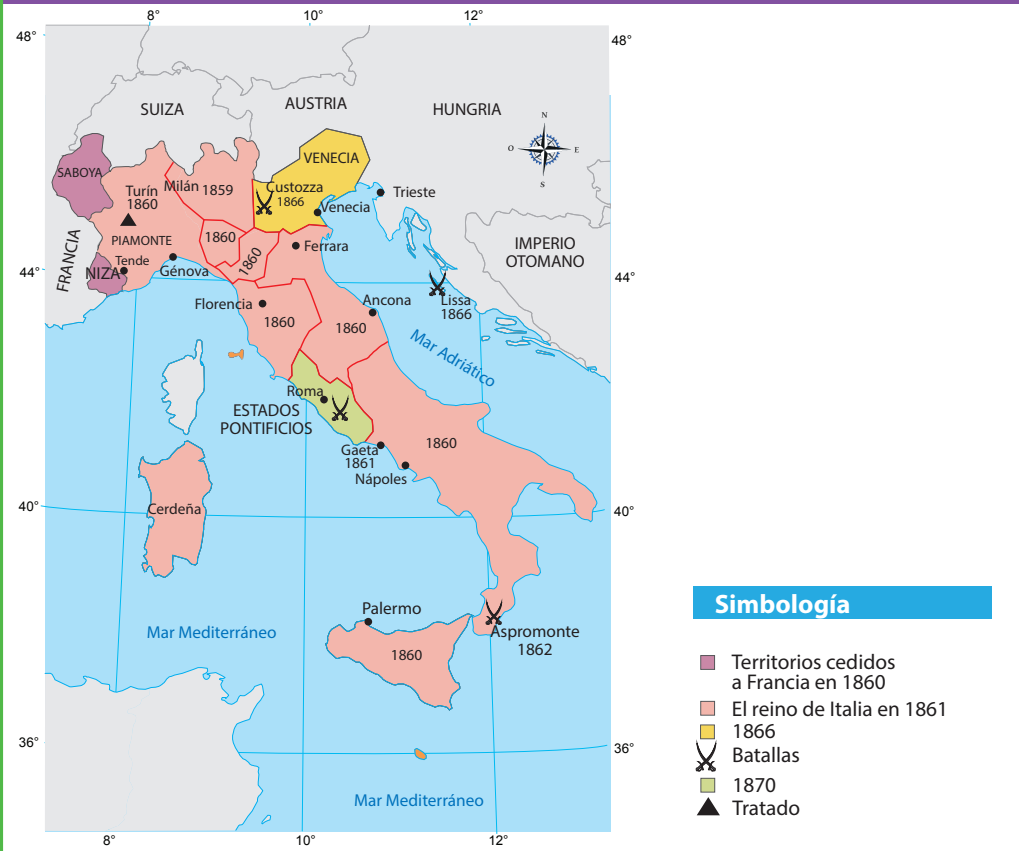 8°
10°
12°
48°
48°
SUIZA
AUSTRIA
HUNGRIA
N
O
E
S
SABOYA
VENECIA
Turín
1860
Milán
1859
Custozza
1866
Venecia
Trieste
PIAMONTE
1860
1860
Ferrara
IMPERIO
OTOMANO
FRANCIA
Tende
NIZA
Génova
44°
44°
Florencia
1860
1860
Ancona
Lissa
1866
Mar Adriático
Roma
ESTADOS
PONTIFICIOS
Gaeta
1861
Nápoles
1860
40°
40°
Cerdeña
Palermo
1860
Aspromonte
1862
Mar Mediterráneo
36°
36°
Mar Mediterráneo
8°
10°
12°
Simbología
Territorios cedidos
a Francia en 1860
El reino de Italia en 1861
1866
Batallas
1870
Tratado